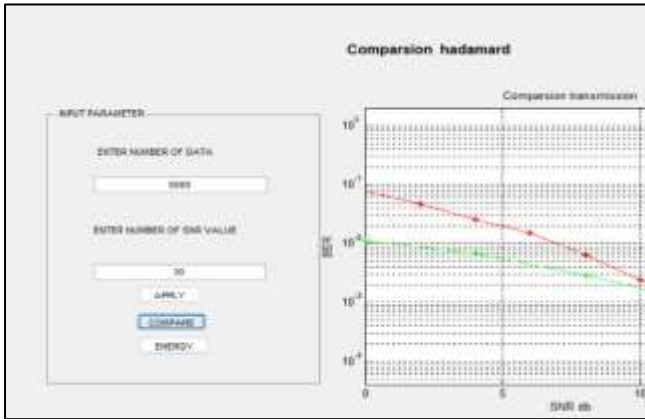 Comparsion hadamard
Comparsion transmission
INPUT PARAMETER
ENTER NUMBER OF DATA
ENTER NUMBER OF SNR VALUE
30
APPLY
COMPARE
ENERGY
BER
0
5
10
SNR db